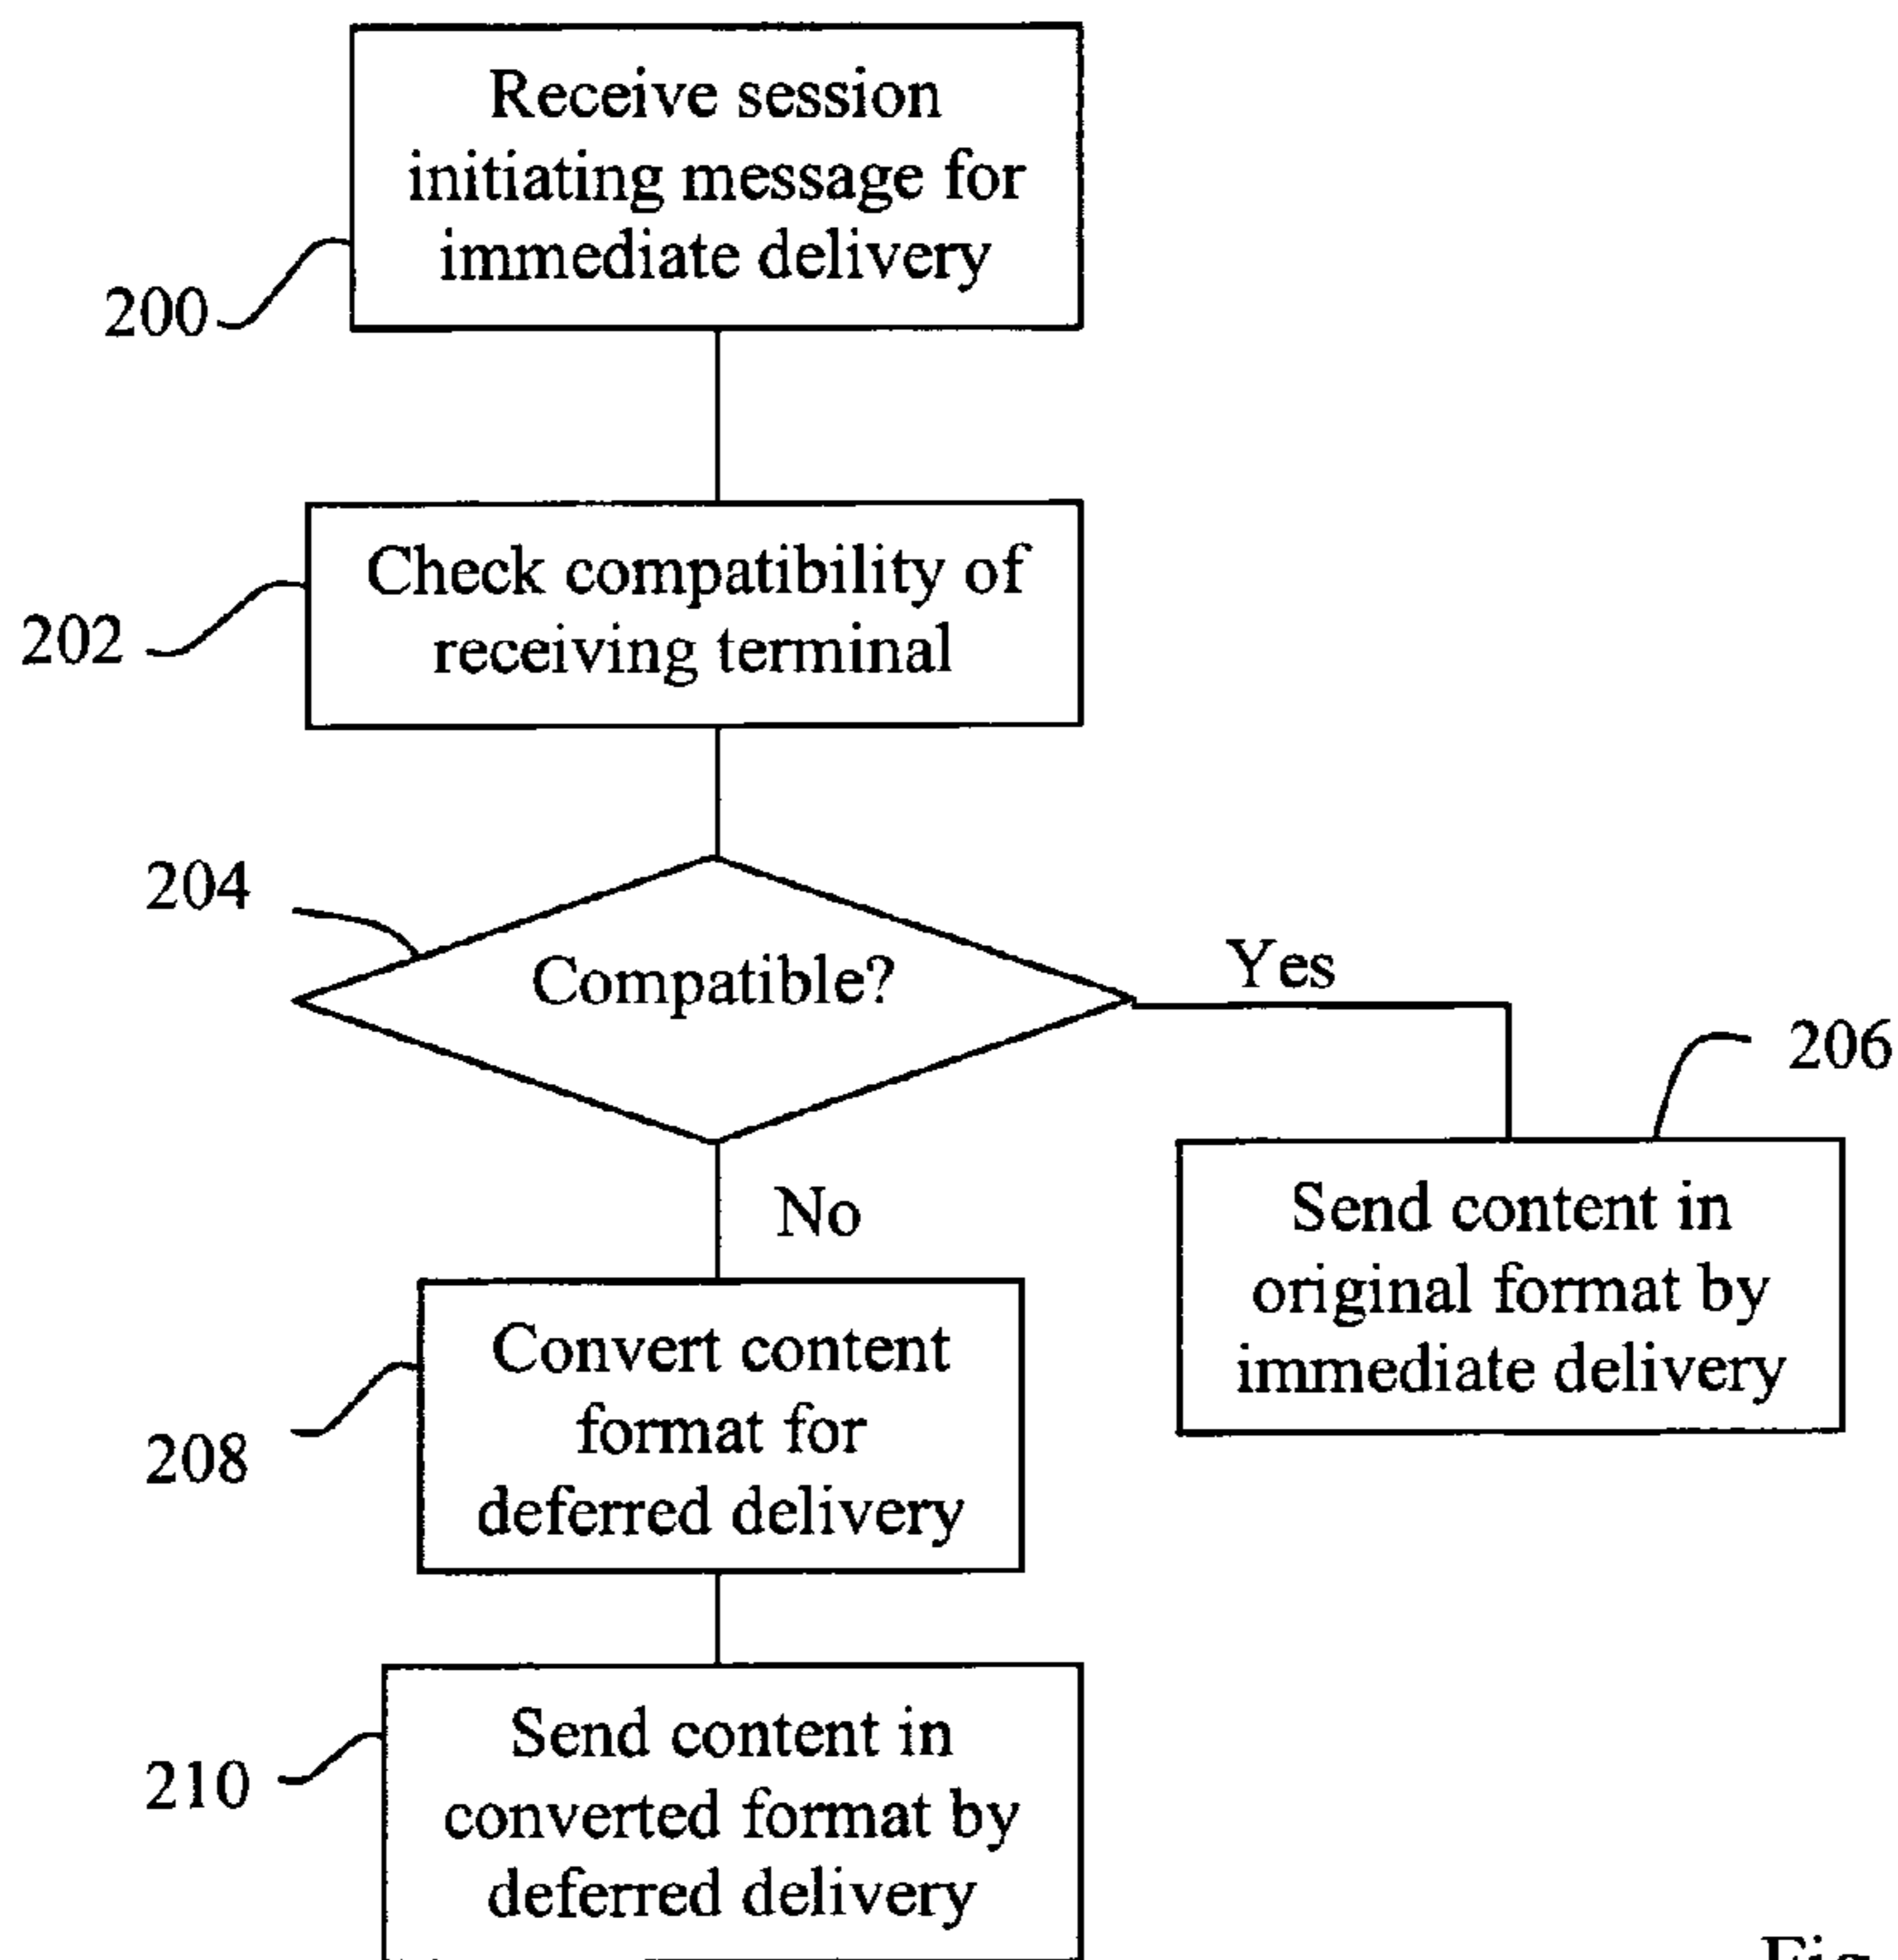 Receive session
initiating message for
immediate delivery
200
Check compatibility of
receiving terminal
202
204
Compatible?
Yes
206
Send content in
original format by
immediate delivery
No
Convert content
format for
deferred delivery
208
Send content in
converted format by
deferred delivery
210